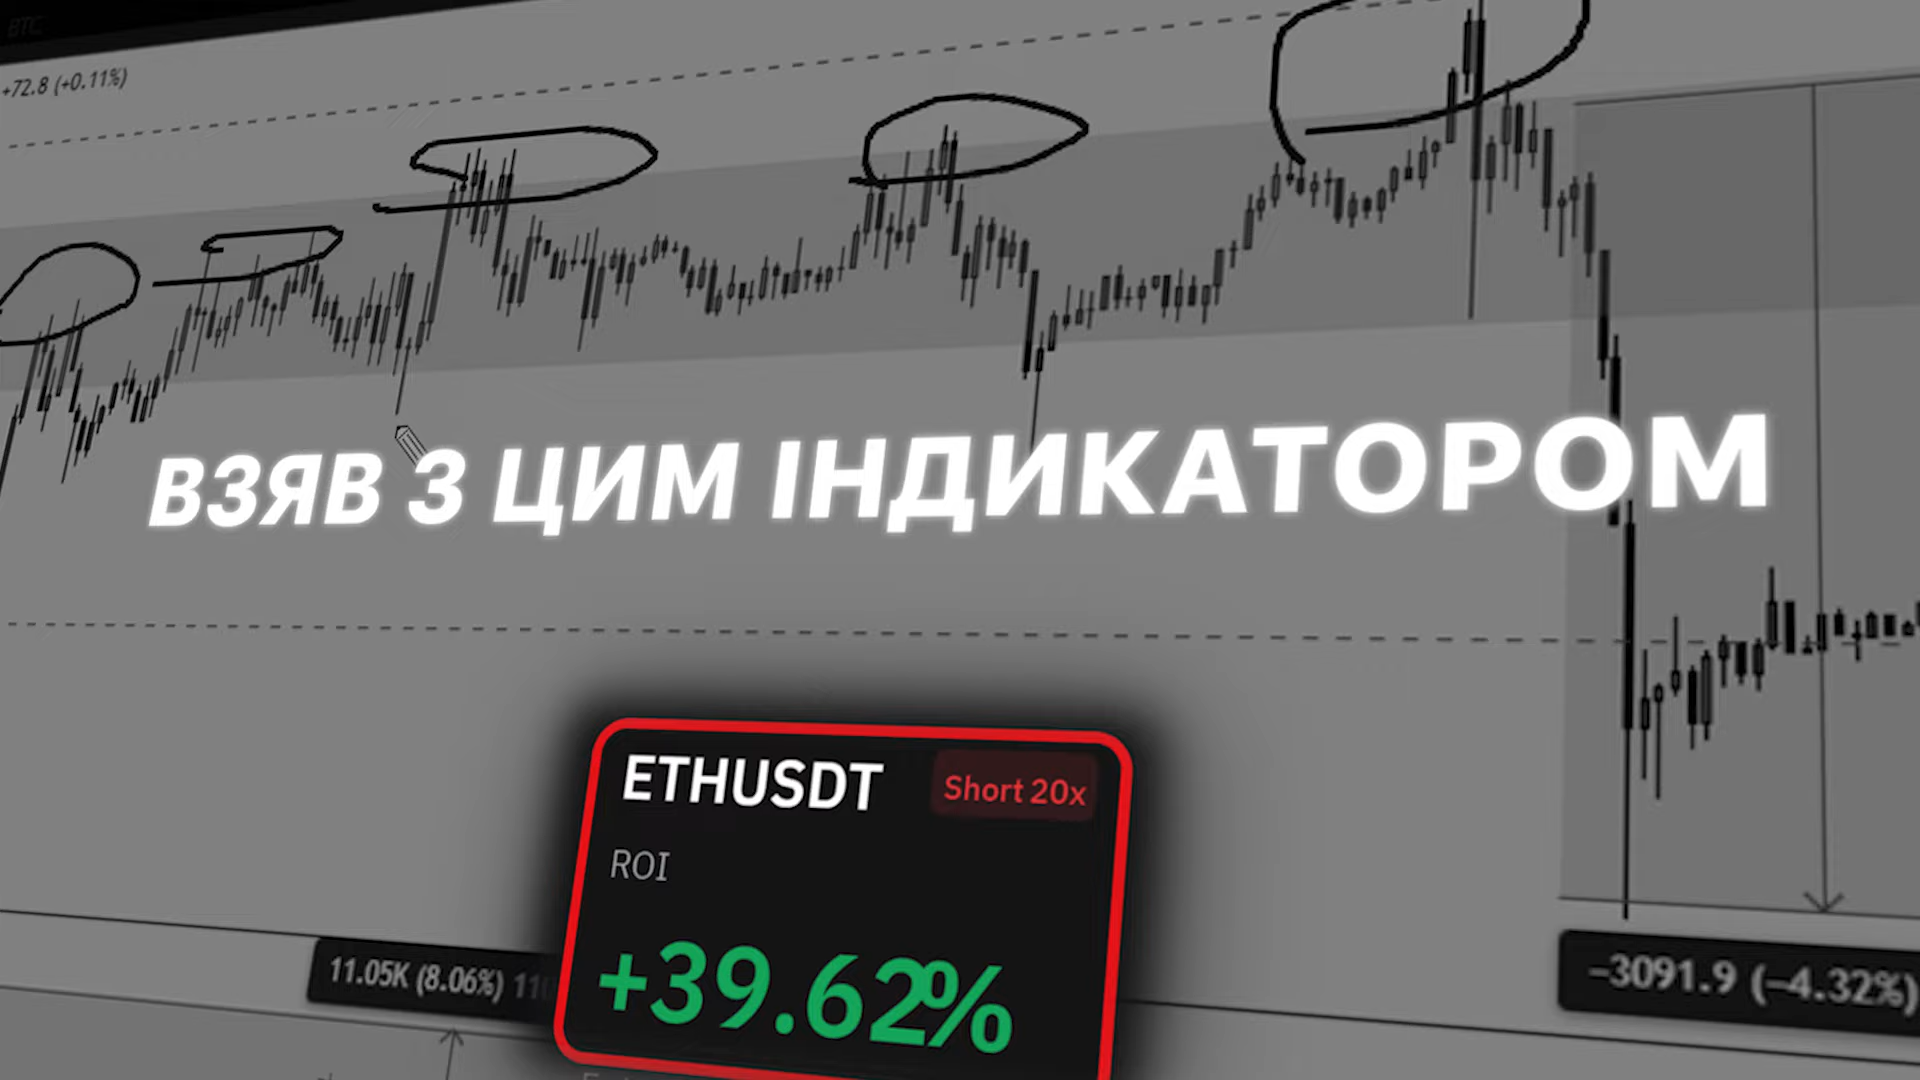 BTC
+72.8 (+0.11%)
ВЗЯВ З ЦИМ ІНДИКАТОРОМ
ETHUSDT
Short 20x
ROI
+39.62%
11.05K (8.06%)
−3091.9 (−4.32%)